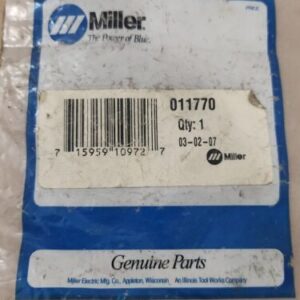 Miller
The Power of Blue.
011770
Qty: 1
03-02-07
7 15959 10972 7
Miller
Genuine Parts
Miller Electric Mfg. Co., Appleton, Wisconsin An Illinois Tool Works Company